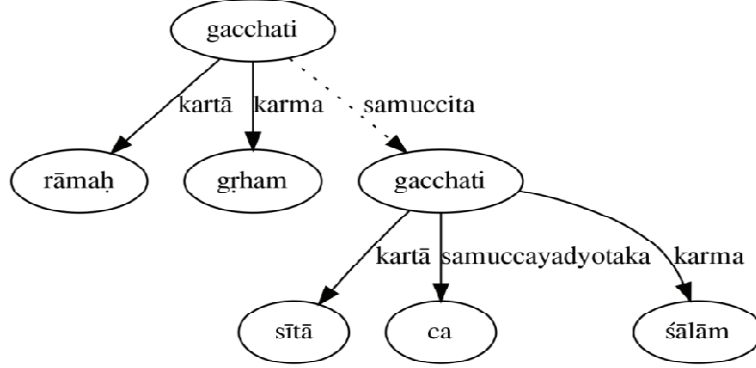 gacchati
kartā karma samuccita
rāmaḥ gṛham gacchati
kartā samuccayadyotaka karma
sītā ca śālām